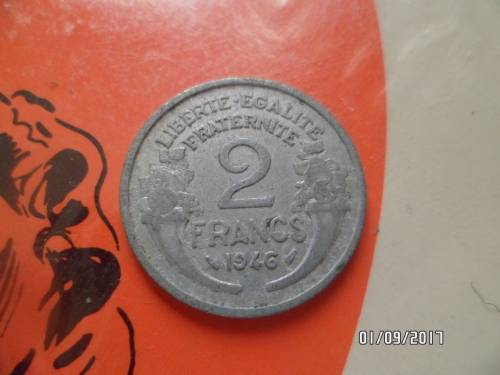 LIBERTE·EGALITE
FRATERNITE
2
FRANCS
1946
01/09/2017